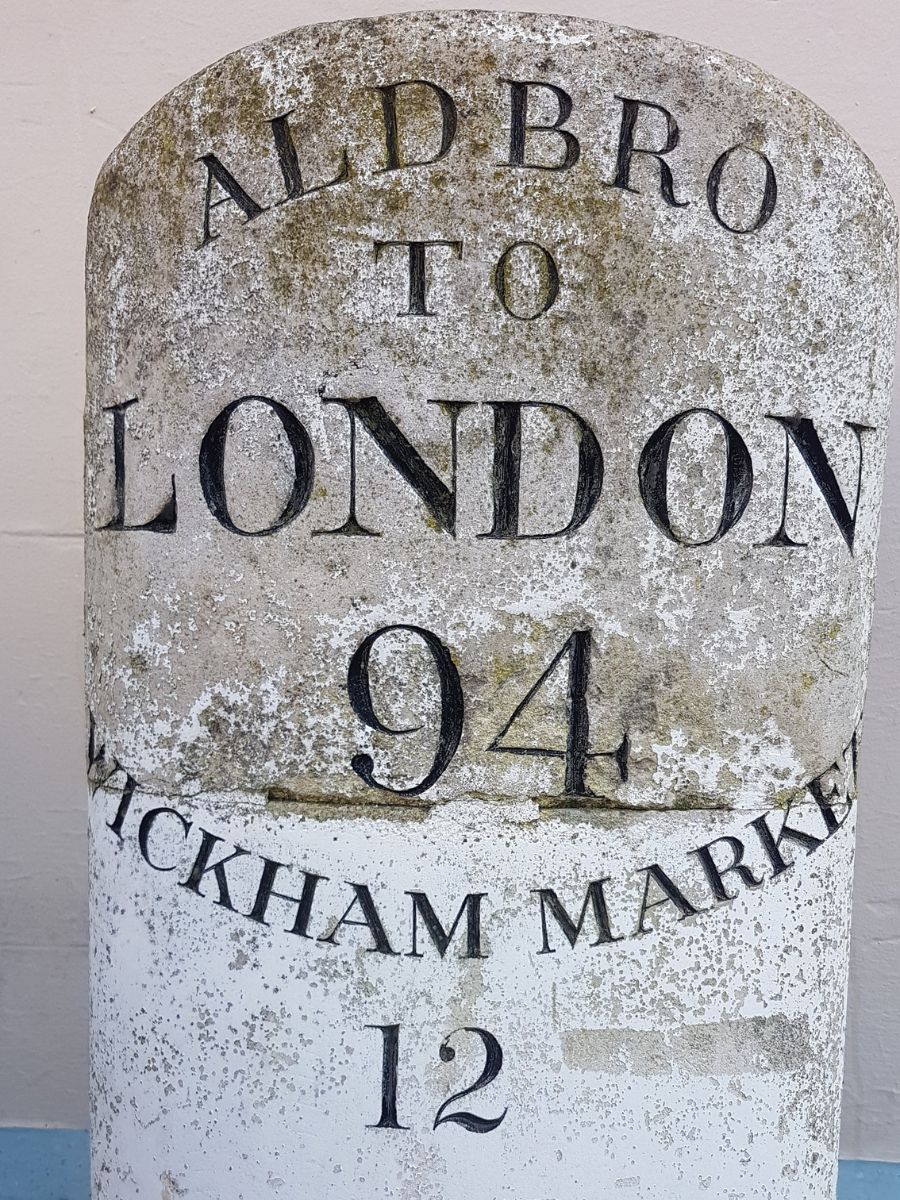 ALDBRO
TO
LONDON
94
WICKHAM MARKET
12